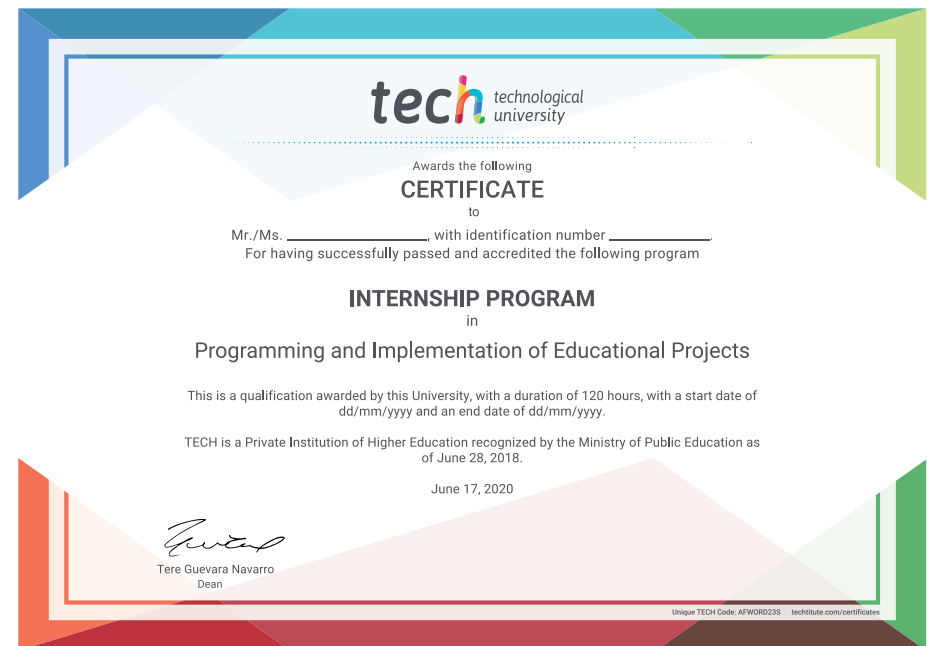 tech technological
university
Awards the following
CERTIFICATE
to
Mr./Ms. ____________________, with identification number ______________.
For having successfully passed and accredited the following program
INTERNSHIP PROGRAM
in
Programming and Implementation of Educational Projects
This is a qualification awarded by this University, with a duration of 120 hours, with a start date of
dd/mm/yyyy and an end date of dd/mm/yyyy.
TECH is a Private Institution of Higher Education recognized by the Ministry of Public Education as
of June 28, 2018.
June 17, 2020
Tere Guevara Navarro
Dean
Unique TECH Code: AFWORD23S techtitute.com/certificates